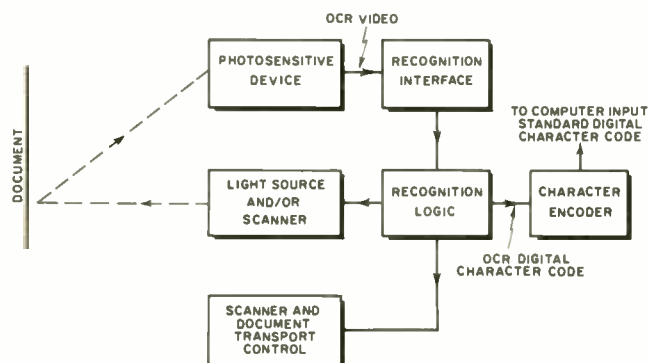 OCR VIDEO
PHOTOSENSITIVE
DEVICE
RECOGNITION
INTERFACE
TO COMPUTER INPUT
STANDARD DIGITAL
CHARACTER CODE
DOCUMENT
LIGHT SOURCE
AND/OR
SCANNER
RECOGNITION
LOGIC
CHARACTER
ENCODER
OCR DIGITAL
CHARACTER CODE
SCANNER AND
DOCUMENT
TRANSPORT
CONTROL